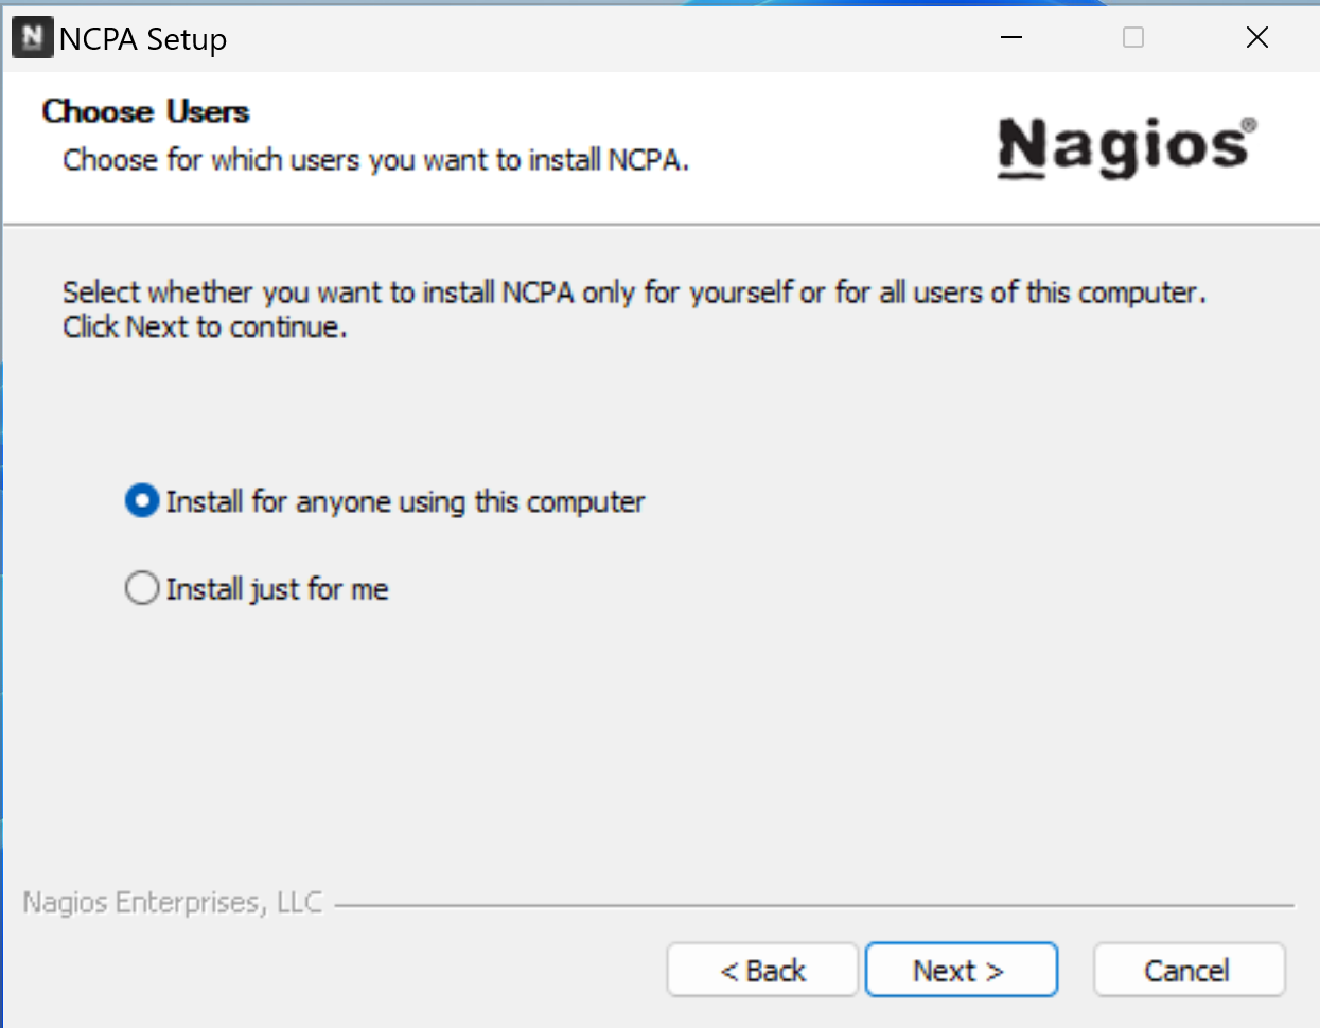 N NCPA Setup
Choose Users
Choose for which users you want to install NCPA.
Nagios®
Select whether you want to install NCPA only for yourself or for all users of this computer.
Click Next to continue.
Install for anyone using this computer
Install just for me
Nagios Enterprises, LLC
< Back
Next >
Cancel